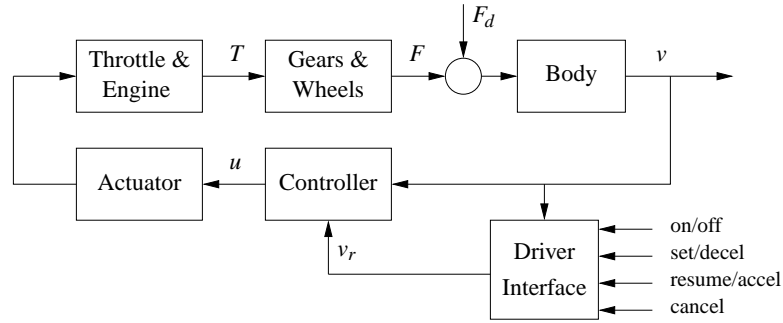 F_d
Throttle &
Engine
T
Gears &
Wheels
F
Body
v
Actuator
u
Controller
v_r
Driver
Interface
on/off
set/decel
resume/accel
cancel